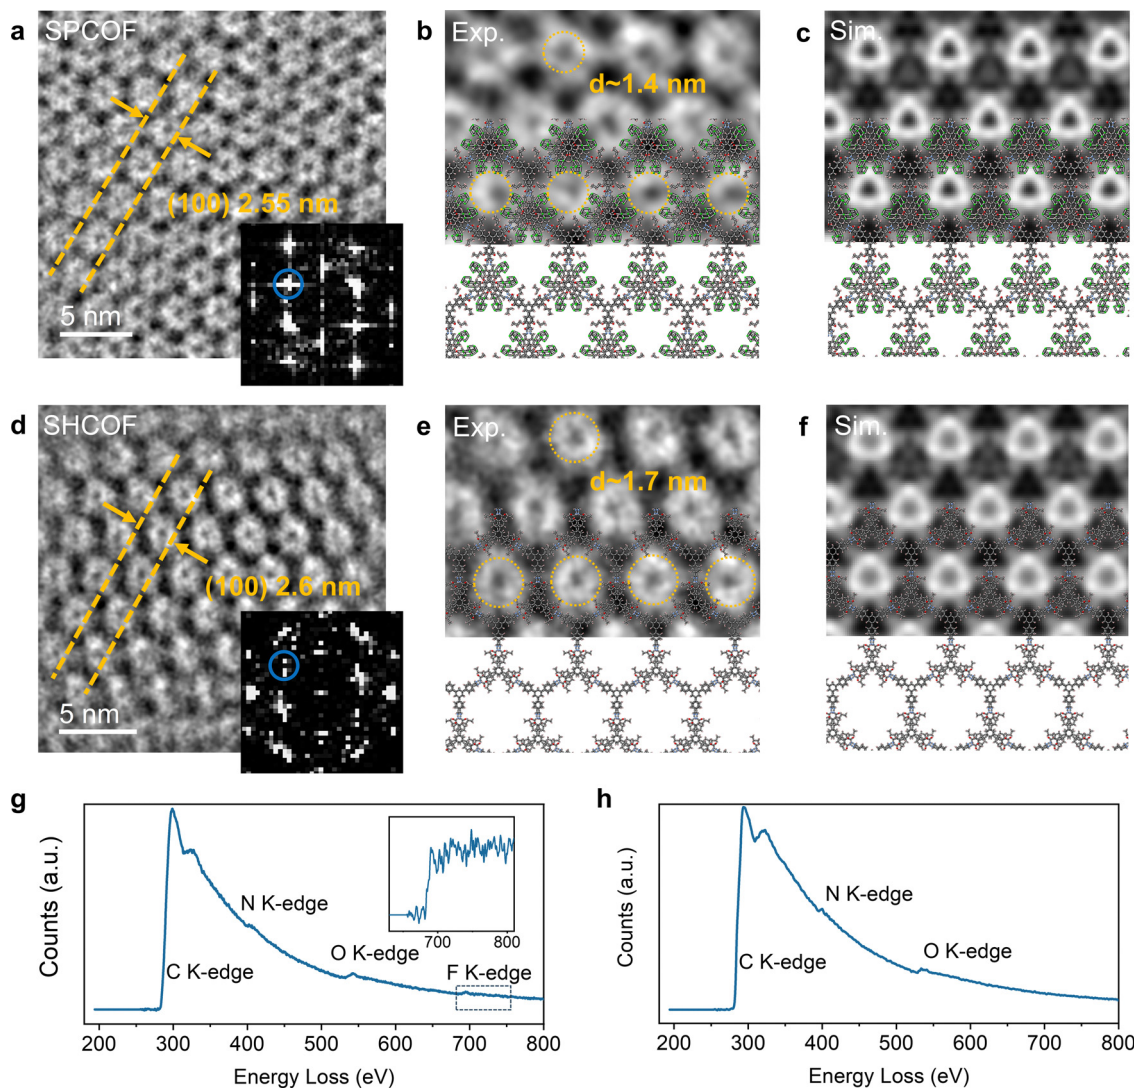 a
SPCOF
(100) 2.55 nm
5 nm
b
Exp.
d~1.4 nm
c
Sim.
d
SHCOF
(100) 2.6 nm
5 nm
e
Exp.
d~1.7 nm
f
Sim.
g
Counts (a.u.)
C K-edge
N K-edge
O K-edge
F K-edge
700
800
200
300
400
500
600
700
800
Energy Loss (eV)
h
Counts (a.u.)
C K-edge
N K-edge
O K-edge
200
300
400
500
600
700
800
Energy Loss (eV)